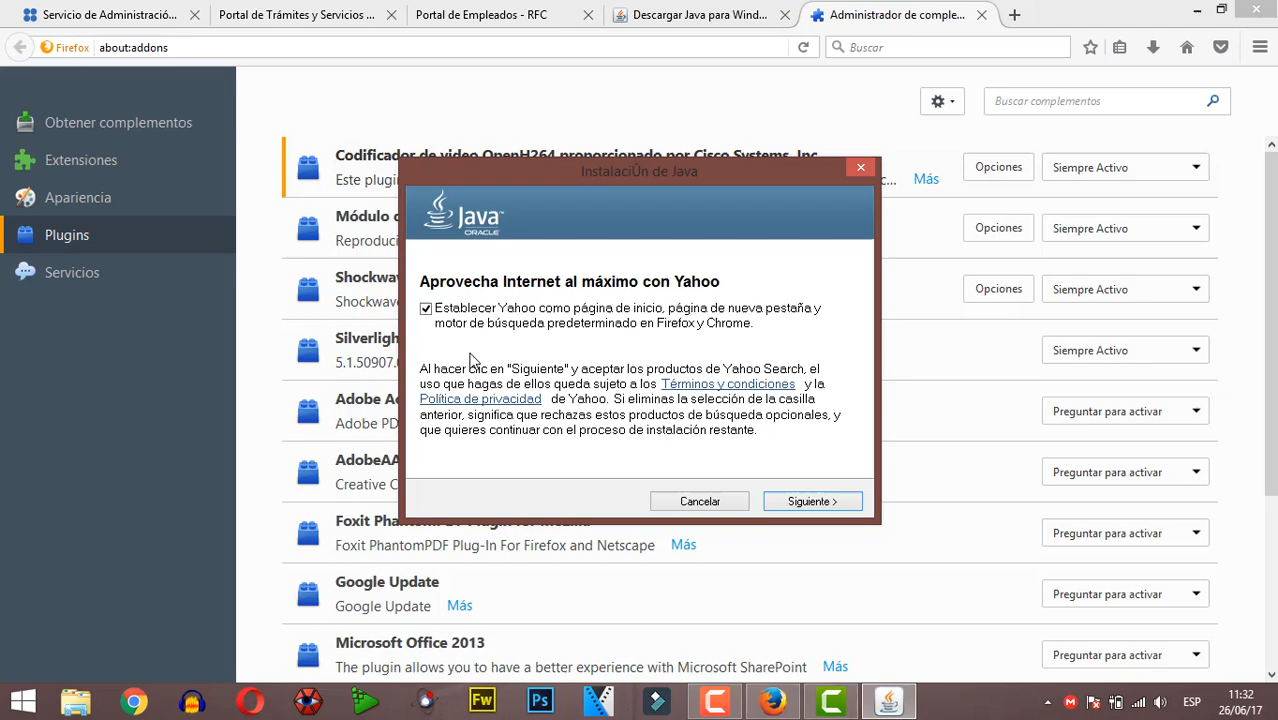 Servicio de Administració...
Portal de Trámites y Servicios ...
Portal de Empleados - RFC
Descargar Java para Wind...
Administrador de comple...
Firefox
about:addons
Buscar
Obtener complementos
Extensiones
Apariencia
Plugins
Servicios
Buscar complementos
Codificador de video OpenH264 proporcionado por Cisco Systems, Inc.
Este plugin
c... Más
Opciones
Siempre Activo
Módulo
Reproduci
Opciones
Siempre Activo
Shockwave
Shockwave
Opciones
Siempre Activo
Silverligh
5.1.50907.
Siempre Activo
Adobe Ac
Adobe PD
Preguntar para activar
AdobeAA
Creative C
Preguntar para activar
Foxit PhantomPDF Plugin for Mozilla
Foxit PhantomPDF Plug-In For Firefox and Netscape Más
Preguntar para activar
Google Update
Google Update Más
Preguntar para activar
Microsoft Office 2013
The plugin allows you to have a better experience with Microsoft SharePoint Más
Preguntar para activar
InstalaciÛn de Java
Java™
ORACLE
Aprovecha Internet al máximo con Yahoo
Establecer Yahoo como página de inicio, página de nueva pestaña y
motor de búsqueda predeterminado en Firefox y Chrome.
Al hacer clic en "Siguiente" y aceptar los productos de Yahoo Search, el
uso que hagas de ellos queda sujeto a los Términos y condiciones y la
Política de privacidad de Yahoo. Si eliminas la selección de la casilla
anterior, significa que rechazas estos productos de búsqueda opcionales, y
que quieres continuar con el proceso de instalación restante.
Cancelar
Siguiente >
Fw
Ps
ESP
11:32
26/06/17